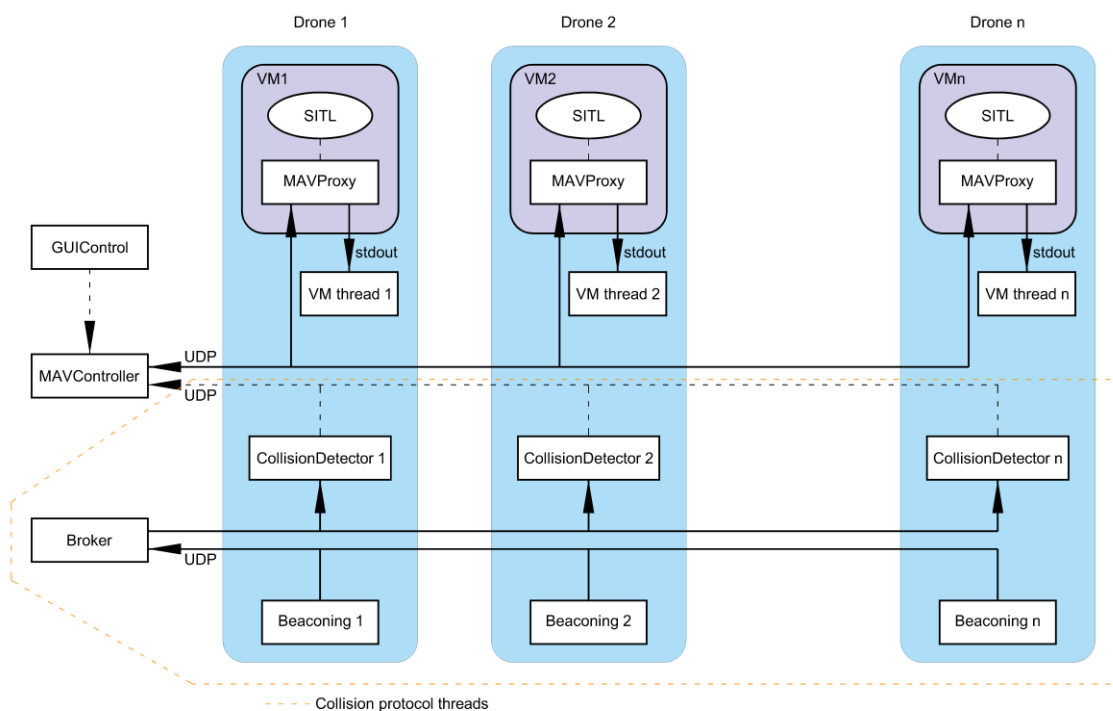 Drone 1
Drone 2
Drone n
VM1
VM2
VMn
SITL
SITL
SITL
MAVProxy
MAVProxy
MAVProxy
GUIControl
stdout
stdout
stdout
VM thread 1
VM thread 2
VM thread n
UDP
MAVController
UDP
CollisionDetector 1
CollisionDetector 2
CollisionDetector n
Broker
UDP
Beaconing 1
Beaconing 2
Beaconing n
Collision protocol threads